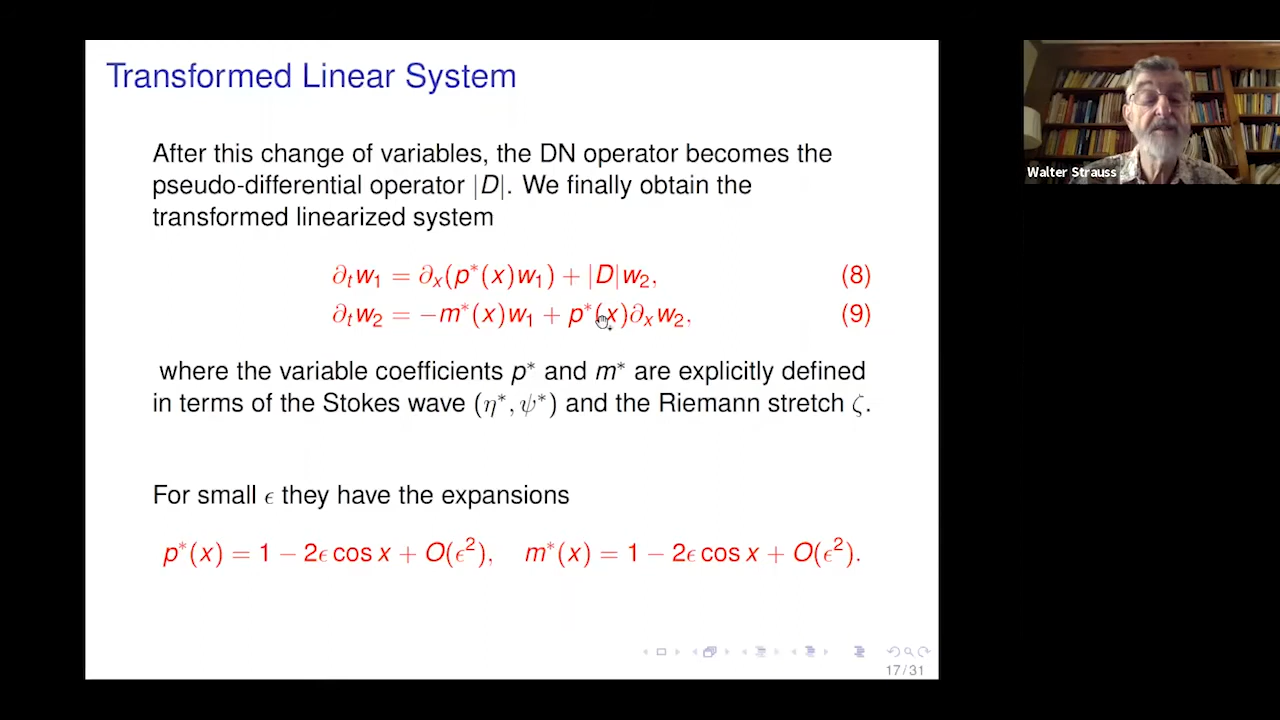 Transformed Linear System
After this change of variables, the DN operator becomes the
pseudo-differential operator |D|. We finally obtain the
transformed linearized system
∂ₜw₁ = ∂ₓ(p*(x)w₁) + |D|w₂, (8)
∂ₜw₂ = −m*(x)w₁ + p*(x)∂ₓw₂. (9)
where the variable coefficients p* and m* are explicitly defined
in terms of the Stokes wave (η*, ψ*) and the Riemann stretch ζ.
For small ϵ they have the expansions
p*(x) = 1 − 2ϵ cos x + O(ϵ²), m*(x) = 1 − 2ϵ cos x + O(ϵ²).
17/31
Walter Strauss